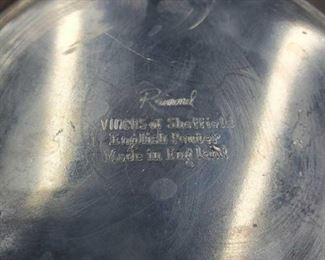 VINERS of Sheffield
English Pewter
Made in England